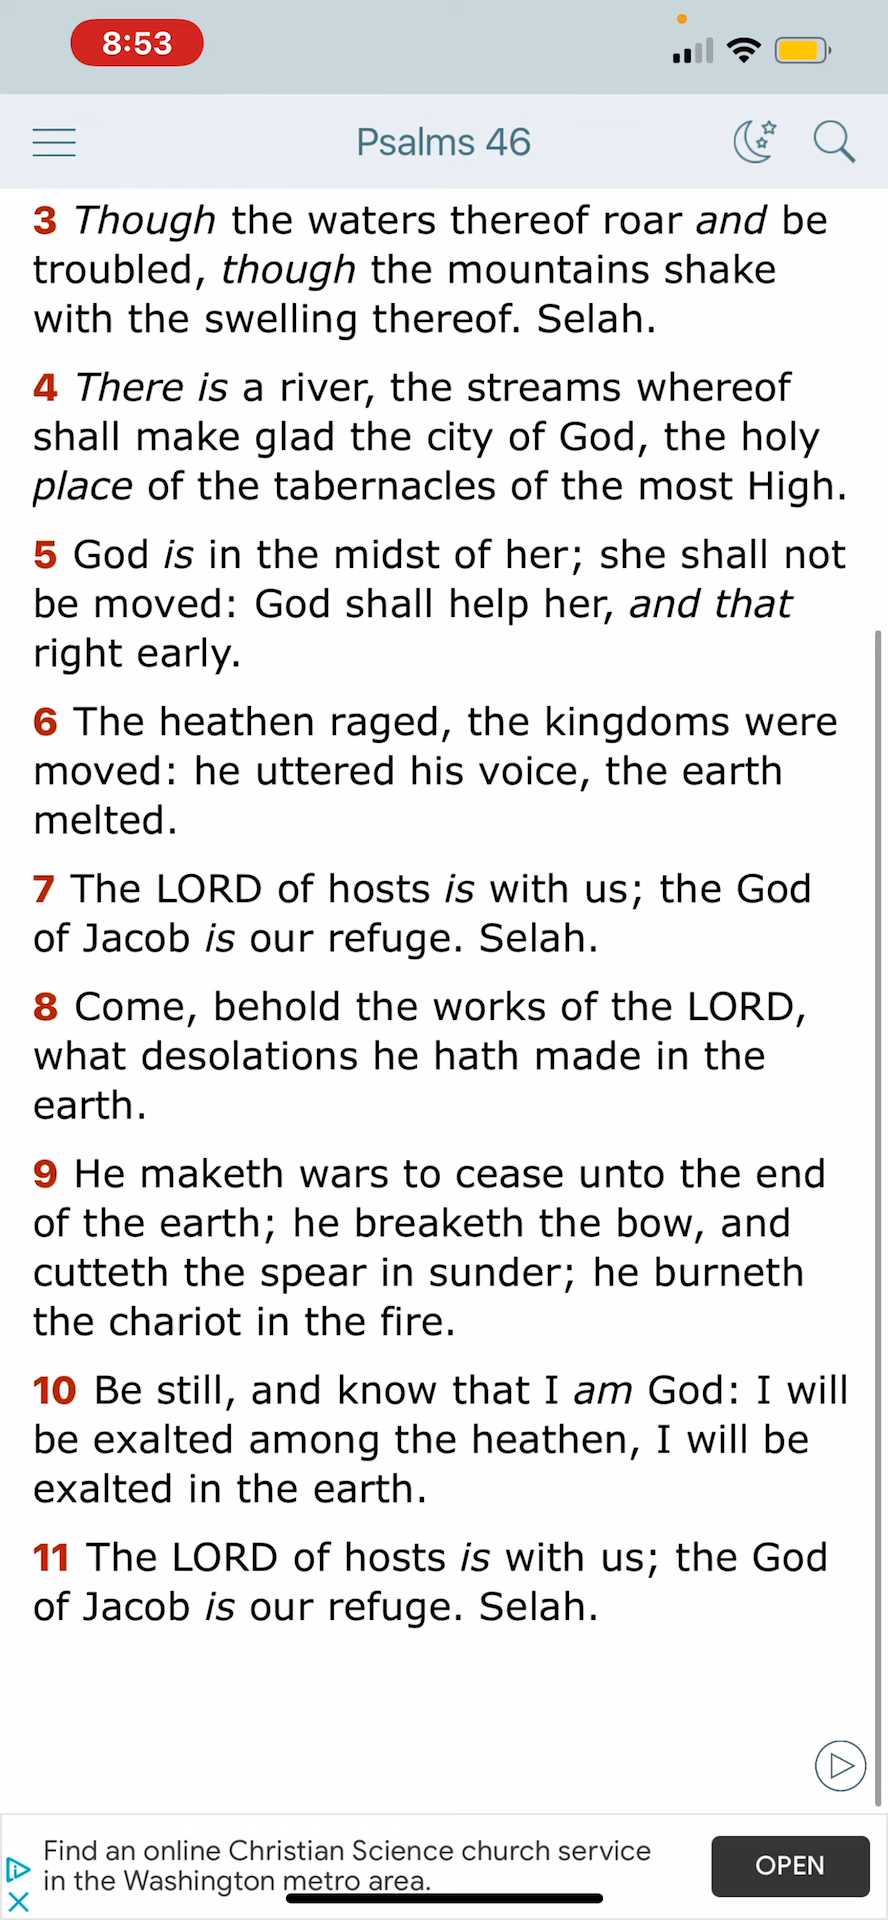 8:53
Psalms 46
3 Though the waters thereof roar and be
troubled, though the mountains shake
with the swelling thereof. Selah.
4 There is a river, the streams whereof
shall make glad the city of God, the holy
place of the tabernacles of the most High.
5 God is in the midst of her; she shall not
be moved: God shall help her, and that
right early.
6 The heathen raged, the kingdoms were
moved: he uttered his voice, the earth
melted.
7 The LORD of hosts is with us; the God
of Jacob is our refuge. Selah.
8 Come, behold the works of the LORD,
what desolations he hath made in the
earth.
9 He maketh wars to cease unto the end
of the earth; he breaketh the bow, and
cutteth the spear in sunder; he burneth
the chariot in the fire.
10 Be still, and know that I am God: I will
be exalted among the heathen, I will be
exalted in the earth.
11 The LORD of hosts is with us; the God
of Jacob is our refuge. Selah.
Find an online Christian Science church service
in the Washington metro area.
OPEN